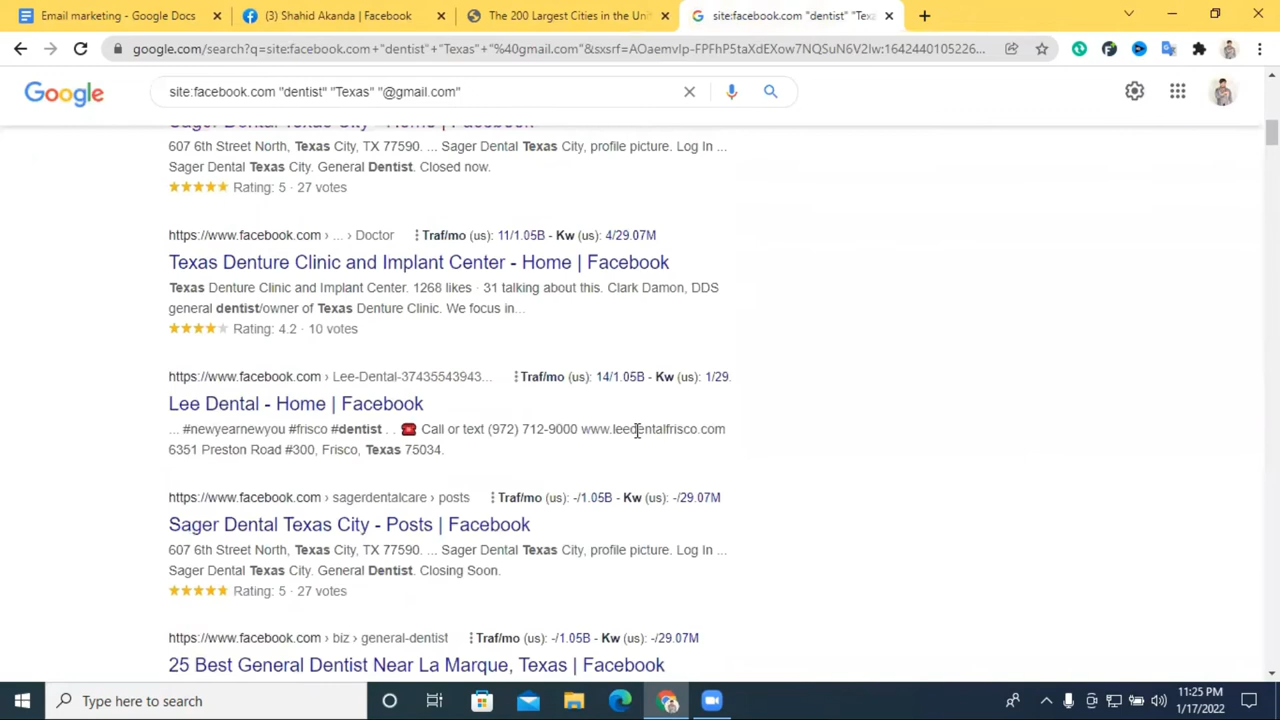 Email marketing - Google Docs
(3) Shahid Akanda | Facebook
The 200 Largest Cities in the Unit
site:facebook.com "dentist" "Tex
google.com/search?q=site:facebook.com+"dentist"+"Texas"+"%40gmail.com"&sxsrf=AOaemvIp-FPFhP5taXdEXow7NQSuN6V2Iw:1642440105226...
Google
site:facebook.com "dentist" "Texas" "@gmail.com"
Sager Dental Texas City - Home | Facebook
607 6th Street North, Texas City, TX 77590. ... Sager Dental Texas City, profile picture. Log In ...
Sager Dental Texas City. General Dentist. Closed now.
Rating: 5 · 27 votes
https://www.facebook.com › ... › Doctor
Traf/mo (us): 11/1.05B - Kw (us): 4/29.07M
Texas Denture Clinic and Implant Center - Home | Facebook
Texas Denture Clinic and Implant Center. 1268 likes · 31 talking about this. Clark Damon, DDS
general dentist/owner of Texas Denture Clinic. We focus in...
Rating: 4.2 · 10 votes
https://www.facebook.com › Lee-Dental-37435543943...
Traf/mo (us): 14/1.05B - Kw (us): 1/29.
Lee Dental - Home | Facebook
... #newyearnewyou #frisco #dentist . . ☎️ Call or text (972) 712-9000 www.leedentalfrisco.com
6351 Preston Road #300, Frisco, Texas 75034.
https://www.facebook.com › sagerdentalcare › posts
Traf/mo (us): -/1.05B - Kw (us): -/29.07M
Sager Dental Texas City - Posts | Facebook
607 6th Street North, Texas City, TX 77590. ... Sager Dental Texas City, profile picture. Log In ...
Sager Dental Texas City. General Dentist. Closing Soon.
Rating: 5 · 27 votes
https://www.facebook.com › biz › general-dentist
Traf/mo (us): -/1.05B - Kw (us): -/29.07M
25 Best General Dentist Near La Marque, Texas | Facebook
Type here to search
11:25 PM
1/17/2022